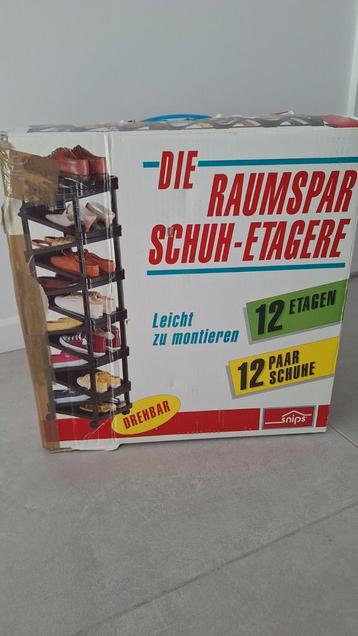 DIE
RAUMSPAR
SCHUH-ETAGERE
Leicht
zu montieren
12 ETAGEN
12 PAAR
SCHUHE
DREHBAR
snips